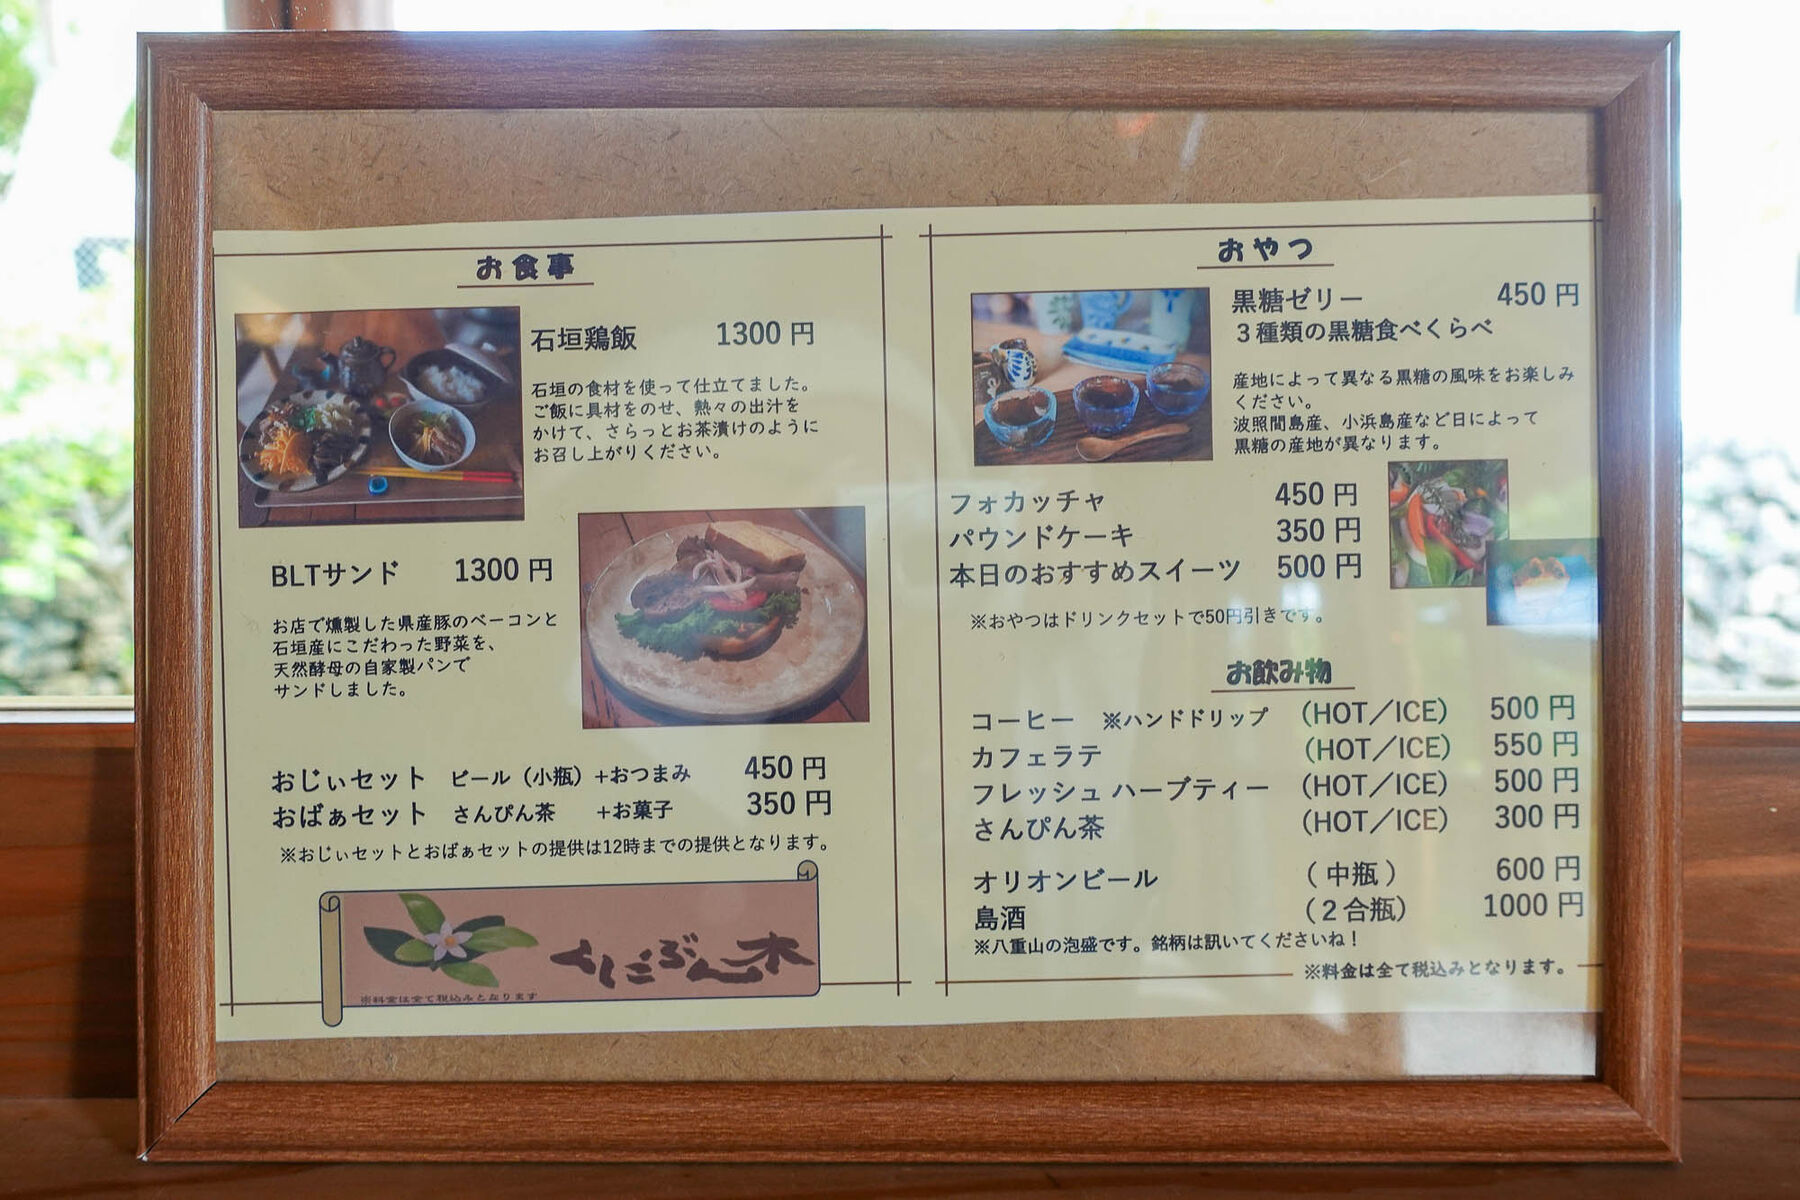 お食事
石垣鶏飯 1300 円
石垣の食材を使って仕立てました。
ご飯に具材をのせ、熱々の出汁を
かけて、さらっとお茶漬けのように
お召し上がりください。
BLTサンド 1300 円
お店で燻製した県産豚のベーコンと
石垣産にこだわった野菜を、
天然酵母の自家製パンで
サンドしました。
おじぃセット ビール（小瓶）+おつまみ 450 円
おばぁセット さんぴん茶 +お菓子 350 円
※おじぃセットとおばぁセットの提供は12時までの提供となります。
くにぶん木
※料金は全て税込みとなります
おやつ
黒糖ゼリー 450 円
３種類の黒糖食べくらべ
産地によって異なる黒糖の風味をお楽しみ
ください。
波照間島産、小浜島産など日によって
黒糖の産地が異なります。
フォカッチャ 450 円
パウンドケーキ 350 円
本日のおすすめスイーツ 500 円
※おやつはドリンクセットで50円引きです。
お飲み物
コーヒー ※ハンドドリップ （HOT／ICE） 500 円
カフェラテ （HOT／ICE） 550 円
フレッシュ ハーブティー （HOT／ICE） 500 円
さんぴん茶 （HOT／ICE） 300 円
オリオンビール （ 中瓶 ） 600 円
島酒 （２合瓶） 1000 円
※八重山の泡盛です。銘柄は訊いてくださいね！
※料金は全て税込みとなります。